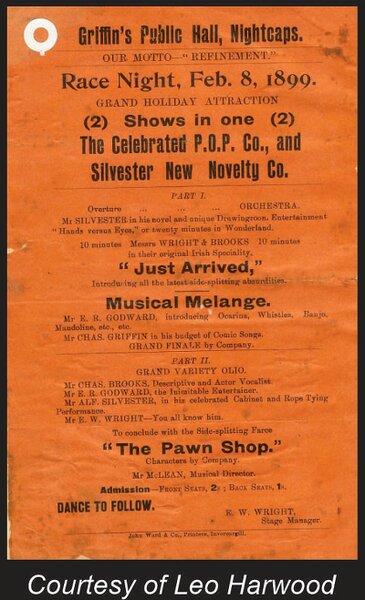 Griffin's Public Hall, Nightcaps.
OUR MOTTO—"REFINEMENT."
Race Night, Feb. 8, 1899.
GRAND HOLIDAY ATTRACTION
(2) Shows in one (2)
The Celebrated P.O.P. Co., and
Silvester New Novelty Co.
PART I.
Overture ... ... ... ORCHESTRA.
Mr SILVESTER in his novel and unique Drawingroom Entertainment
"Hands versus Eyes," or twenty minutes in Wonderland.
10 minutes Messrs WRIGHT & BROOKS 10 minutes
in their original Irish Speciality,
"Just Arrived,"
Introducing all the latest side-splitting absurdities.
Musical Melange.
Mr E. R. GODWARD, introducing Ocarina, Whistles, Banjo,
Mandoline, etc., etc.
Mr CHAS. GRIFFIN in his budget of Comic Songs.
GRAND FINALE by Company.
PART II.
GRAND VARIETY OLIO.
Mr CHAS. BROOKS, Descriptive and Actor Vocalist.
Mr E. R. GODWARD, the Inimitable Entertainer.
Mr ALF. SILVESTER, in his celebrated Cabinet and Rope Tying
Performance.
Mr E. W. WRIGHT—You all know him.
To conclude with the Side-splitting Farce
"The Pawn Shop."
Characters by Company.
Mr McLEAN, Musical Director.
Admission—FRONT SEATS, 2s; BACK SEATS, 1s.
DANCE TO FOLLOW.
E. W. WRIGHT,
Stage Manager.
John Ward & Co., Printers, Invercargill.
Courtesy of Leo Harwood